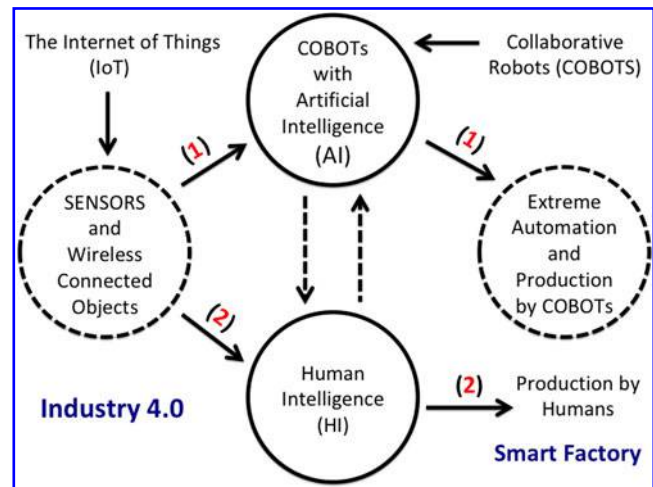 The Internet of Things
(IoT)
COBOTs
with
Artificial
Intelligence
(AI)
Collaborative
Robots (COBOTS)
(1)
(1)
SENSORS
and
Wireless
Connected
Objects
Extreme
Automation
and
Production
by COBOTs
(2)
Human
Intelligence
(HI)
(2)
Production by
Humans
Industry 4.0
Smart Factory